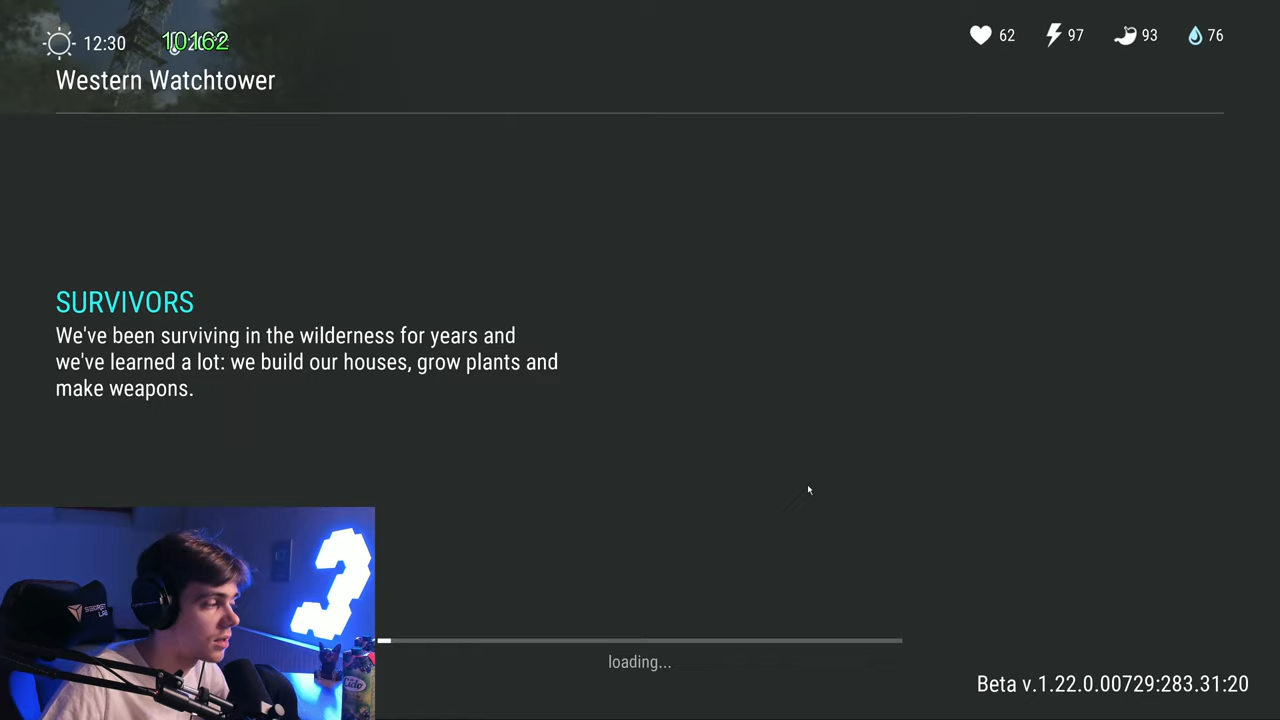 12:30
10162
62
97
93
76
Western Watchtower
SURVIVORS
We've been surviving in the wilderness for years and
we've learned a lot: we build our houses, grow plants and
make weapons.
loading...
Beta v.1.22.0.00729:283.31:20